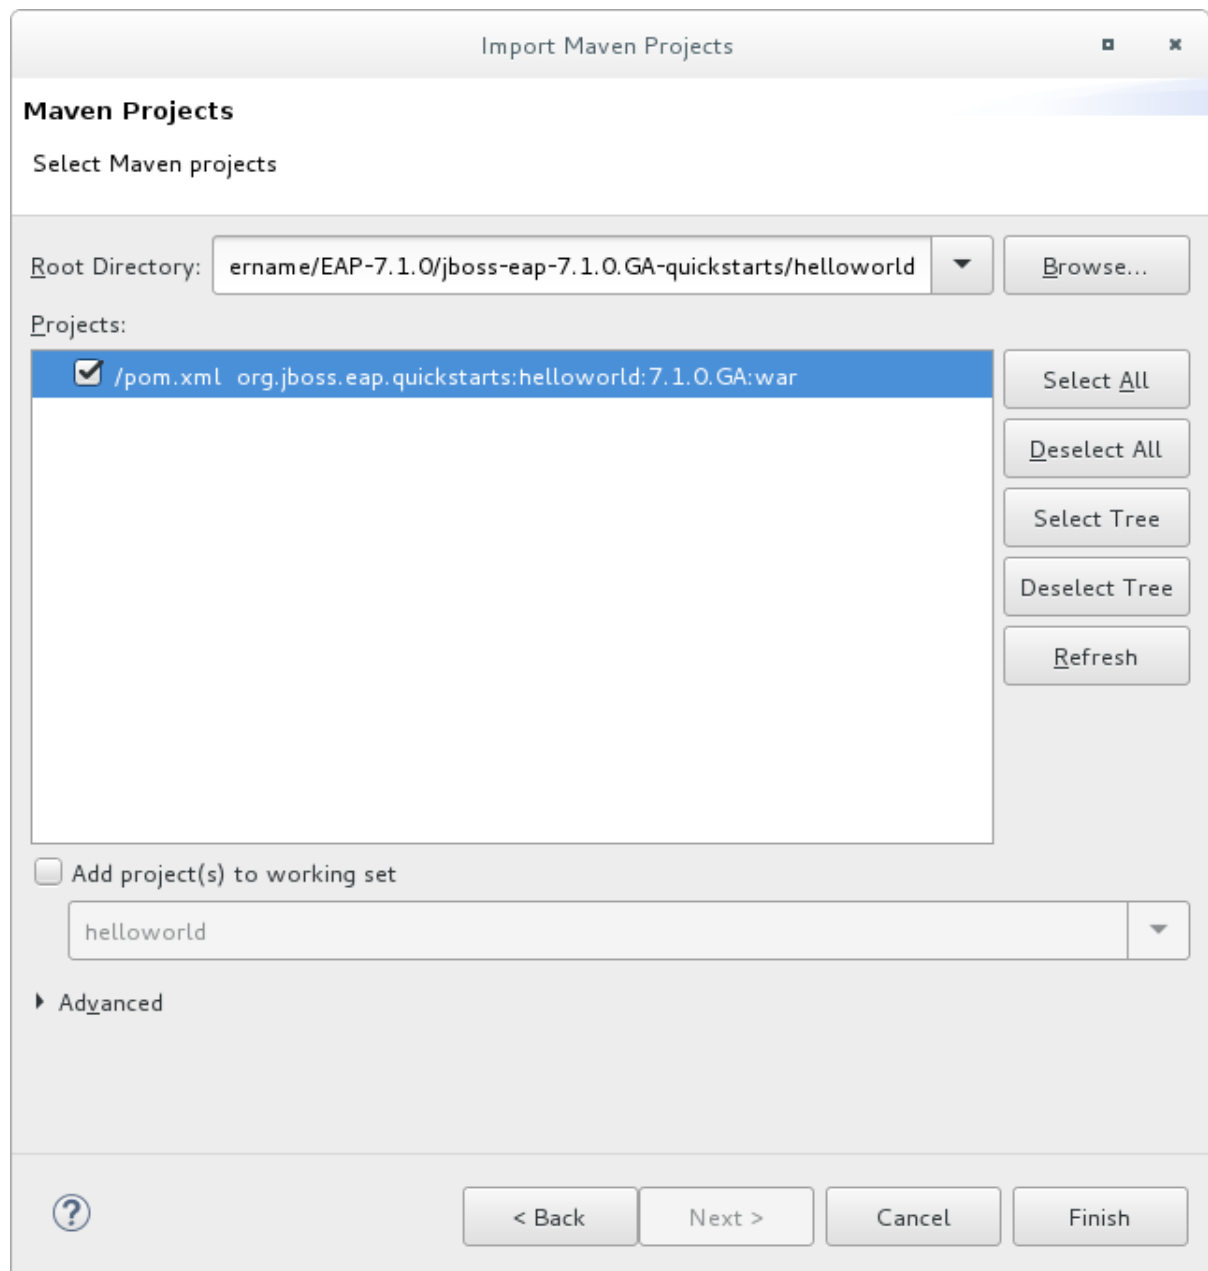 Import Maven Projects
Maven Projects
Select Maven projects
Root Directory: ername/EAP-7.1.0/jboss-eap-7.1.0.GA-quickstarts/helloworld Browse...
Projects:
/pom.xml org.jboss.eap.quickstarts:helloworld:7.1.0.GA:war
Select All
Deselect All
Select Tree
Deselect Tree
Refresh
Add project(s) to working set
helloworld
Advanced
? < Back Next > Cancel Finish